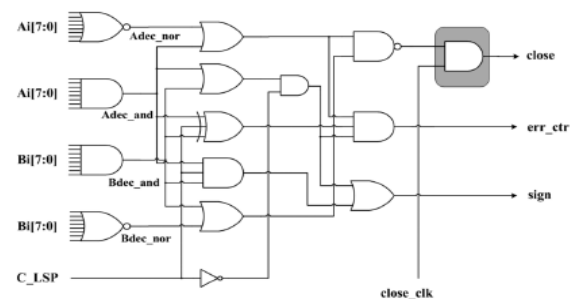 Ai[7:0]
Adec_nor
close
Ai[7:0]
Adec_and
err_ctr
Bi[7:0]
Bdec_and
sign
Bi[7:0]
Bdec_nor
C_LSP
close_clk